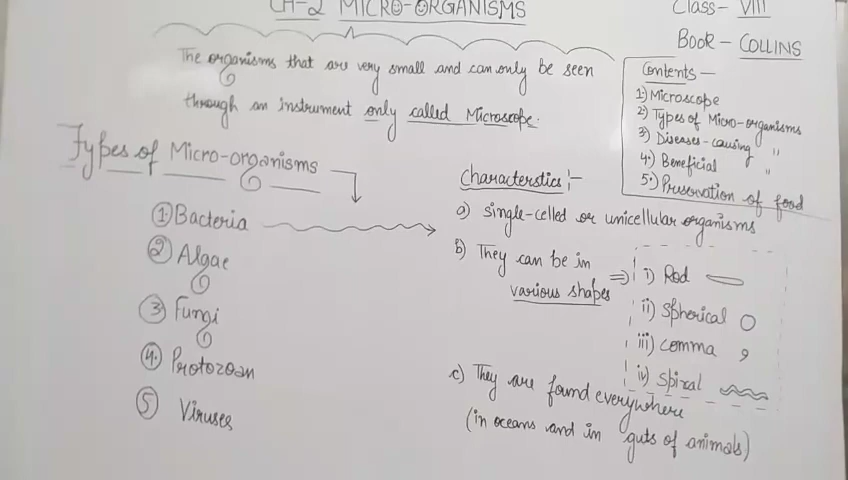 CH-2 MICRO-ORGANISMS
Class- VIII
Book- COLLINS
The organisms that are very small and can only be seen
through an instrument only called Microscope.
Contents-
1) Microscope
2) Types of Micro-organisms
3) Diseases-causing "
4.) Beneficial "
5.) Preservation of food
Types of Micro-organisms
① Bacteria
② Algae
③ Fungi
④ Protozoan
⑤ Viruses
Characterstics:-
a) Single-celled or unicellular organisms
b) They can be in
various shapes
⇒ i) Rod
ii) Spherical
iii) Comma
iv) Spiral
c) They are found everywhere
(in oceans and in guts of animals)